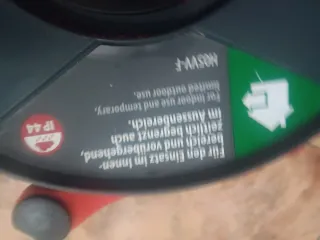 Für den Einsatz im Innen-
bereich und vorübergehend,
zeitlich begrenzt auch
im Aussenbereich.
For indoor use and temporary,
limited outdoor use.
H05VV-F
IP 44